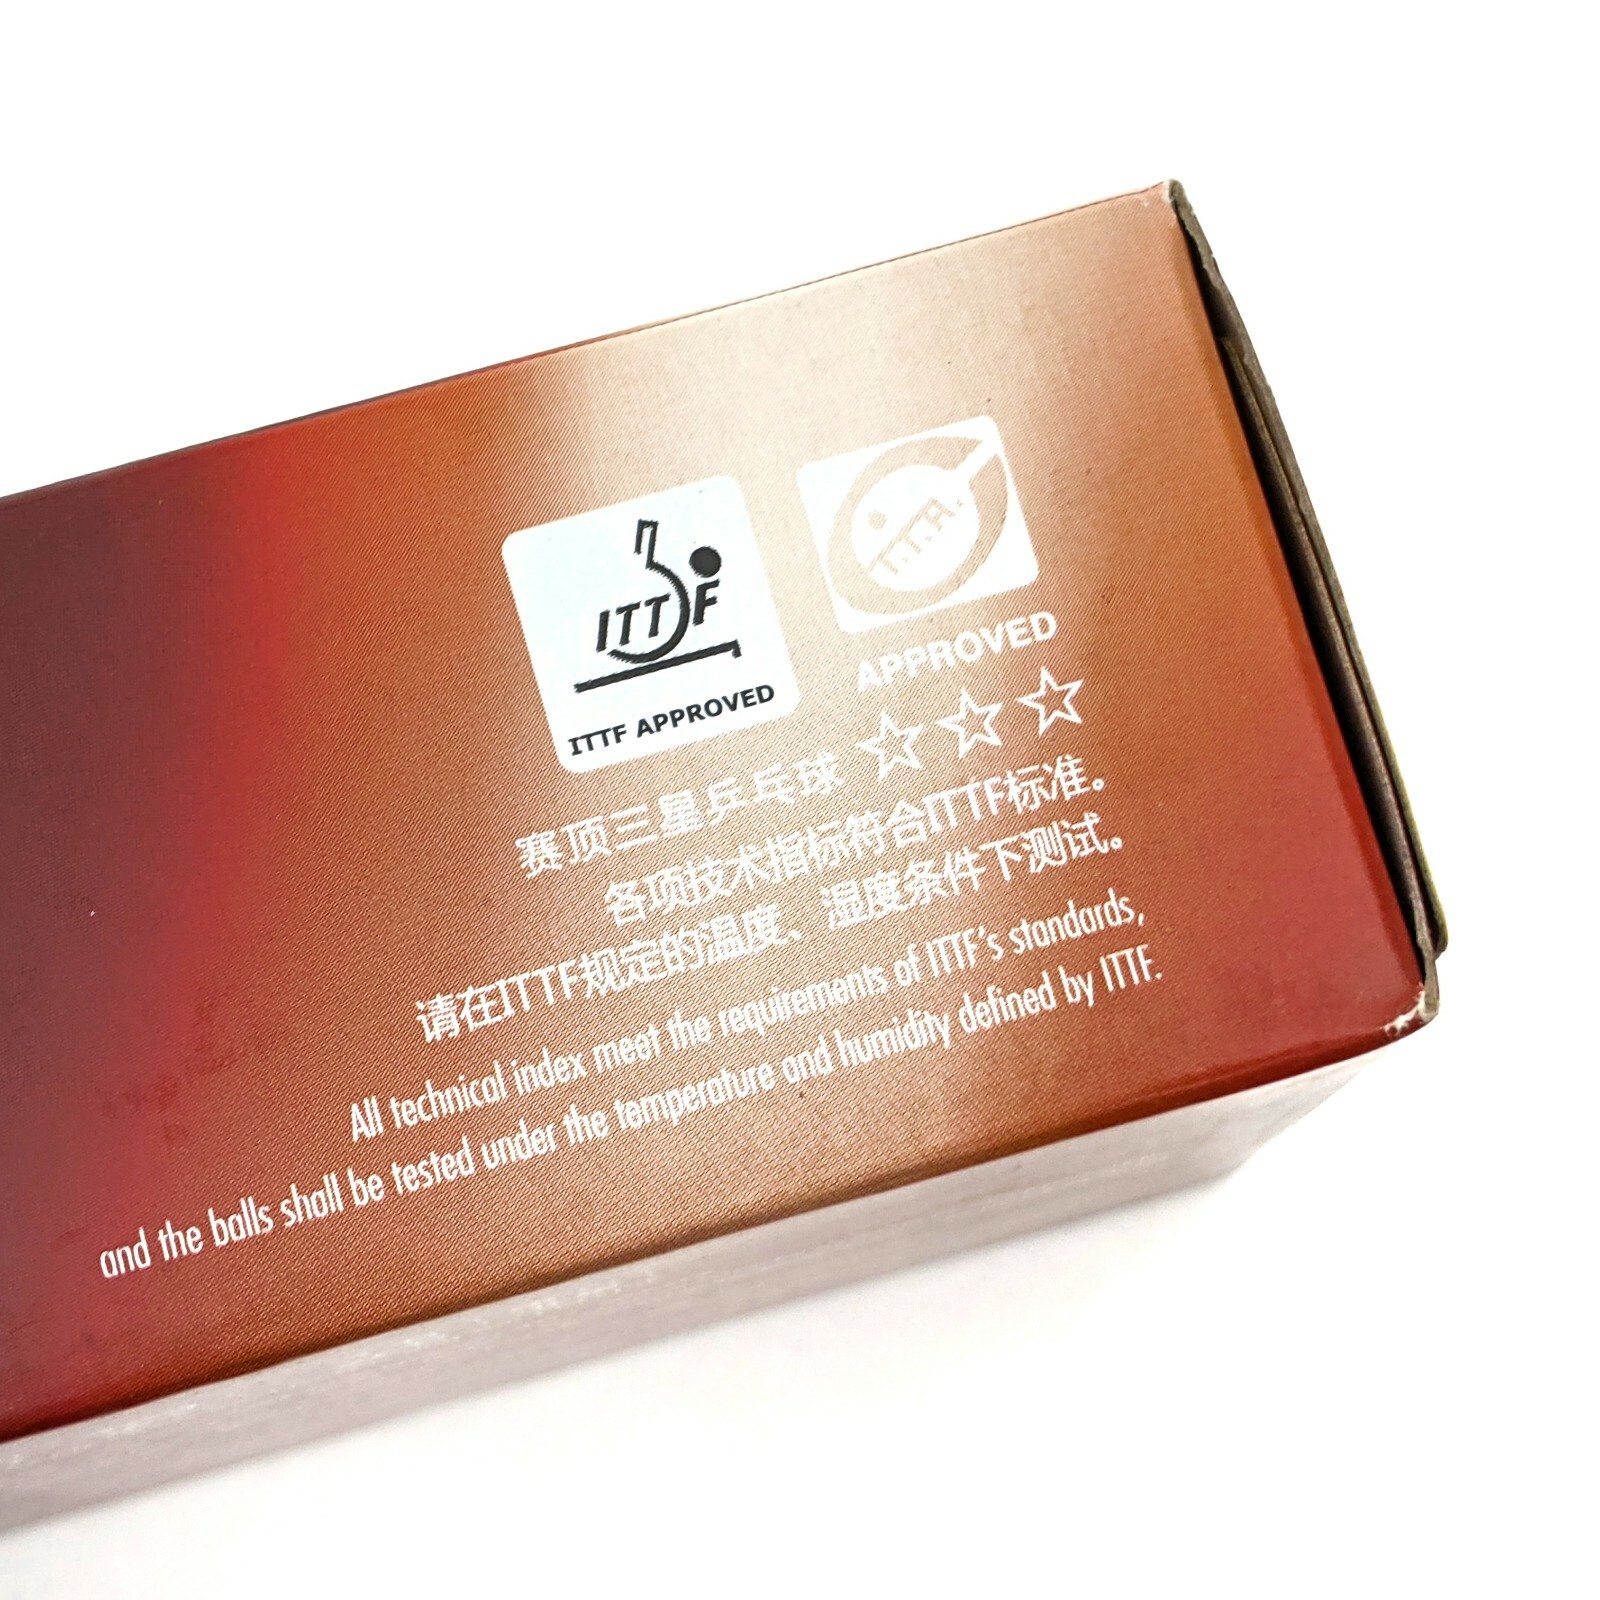 ITTF
ITTF APPROVED
T.T.A.
APPROVED
赛顶三星乒乓球 ☆☆☆
各项技术指标符合ITTF标准。
请在ITTF规定的温度、湿度条件下测试。
All technical index meet the requirements of ITTF's standards,
and the balls shall be tested under the temperature and humidity defined by ITTF.